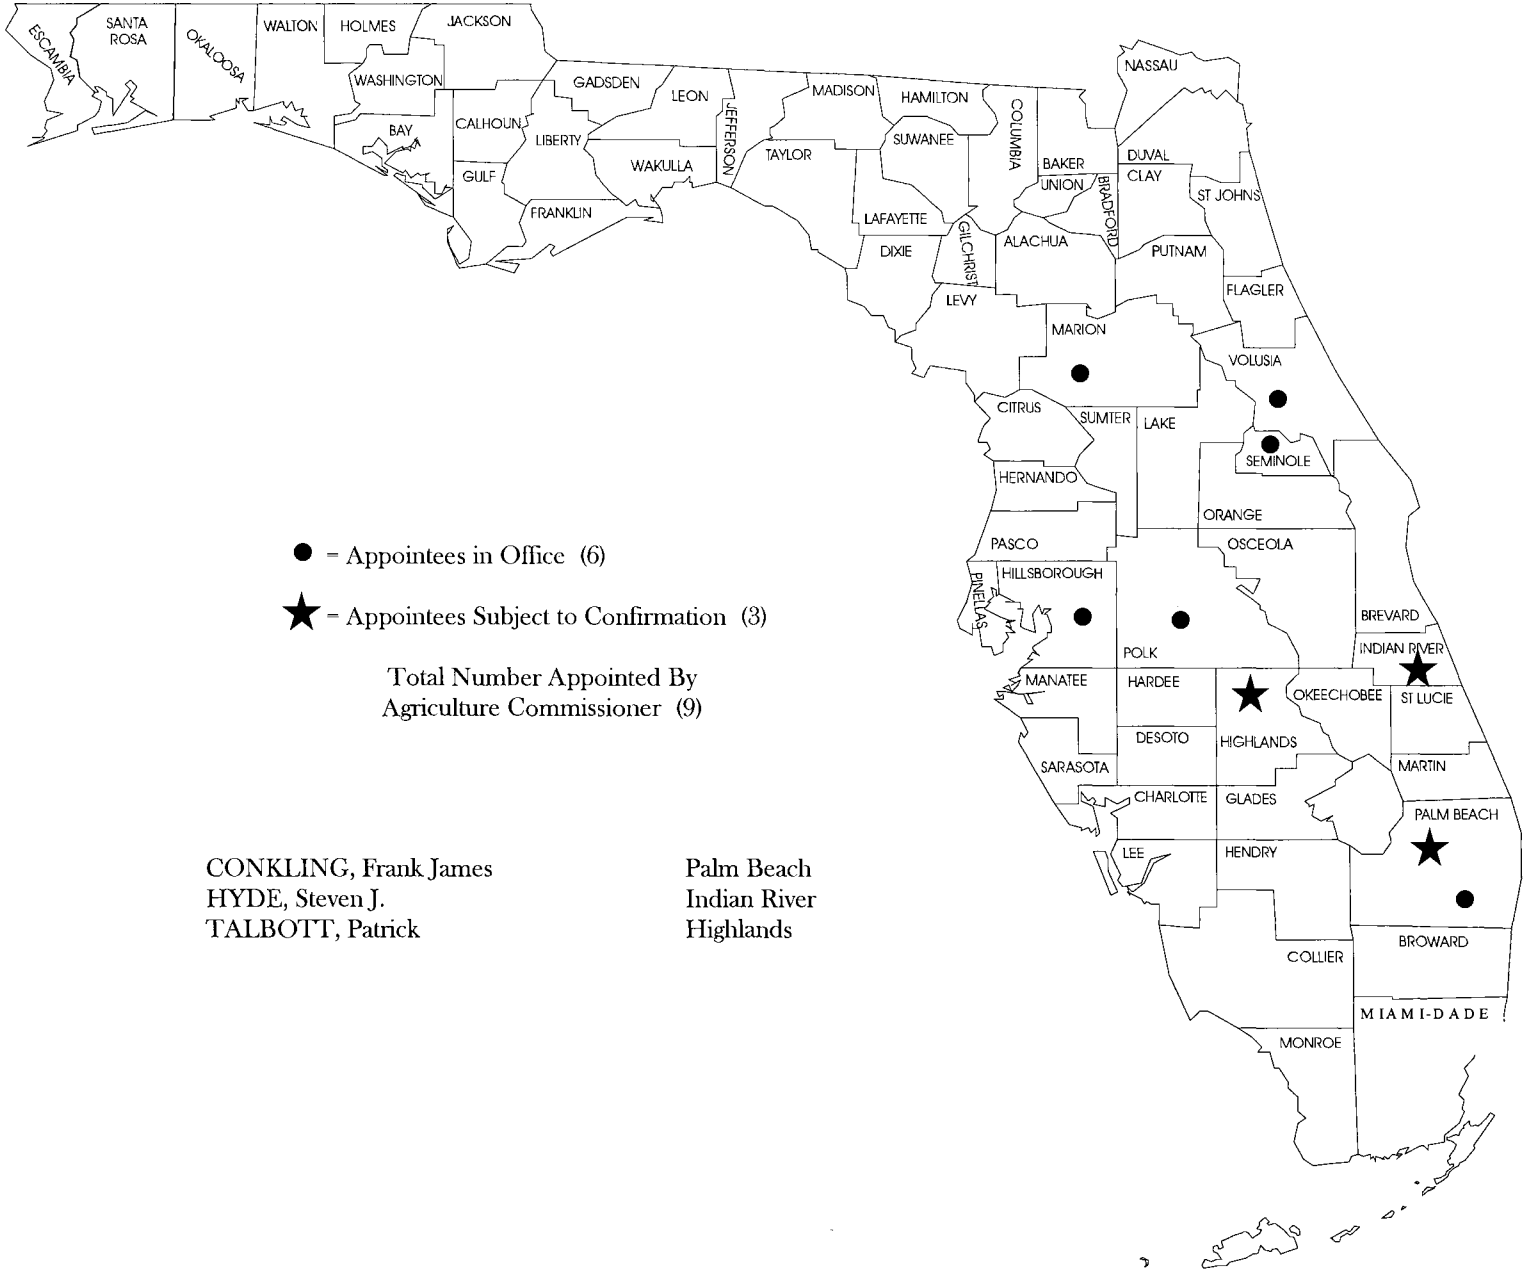 SANTA
ROSA
ESCAMBIA
OKALOOSA
WALTON
HOLMES
JACKSON
WASHINGTON
BAY
CALHOUN
GULF
GADSDEN
LIBERTY
LEON
WAKULLA
FRANKLIN
JEFFERSON
MADISON
TAYLOR
HAMILTON
SUWANEE
LAFAYETTE
DIXIE
COLUMBIA
GILCHRIST
BAKER
UNION
BRADFORD
ALACHUA
LEVY
NASSAU
DUVAL
CLAY
ST JOHNS
PUTNAM
FLAGLER
MARION
VOLUSIA
CITRUS
SUMTER
LAKE
SEMINOLE
HERNANDO
ORANGE
PASCO
OSCEOLA
HILLSBOROUGH
PINELLAS
POLK
BREVARD
INDIAN RIVER
MANATEE
HARDEE
OKEECHOBEE
ST LUCIE
DESOTO
HIGHLANDS
SARASOTA
MARTIN
CHARLOTTE
GLADES
PALM BEACH
LEE
HENDRY
BROWARD
COLLIER
MIAMI-DADE
MONROE
= Appointees in Office (6)
= Appointees Subject to Confirmation (3)
Total Number Appointed By
Agriculture Commissioner (9)
CONKLING, Frank James Palm Beach
HYDE, Steven J. Indian River
TALBOTT, Patrick Highlands